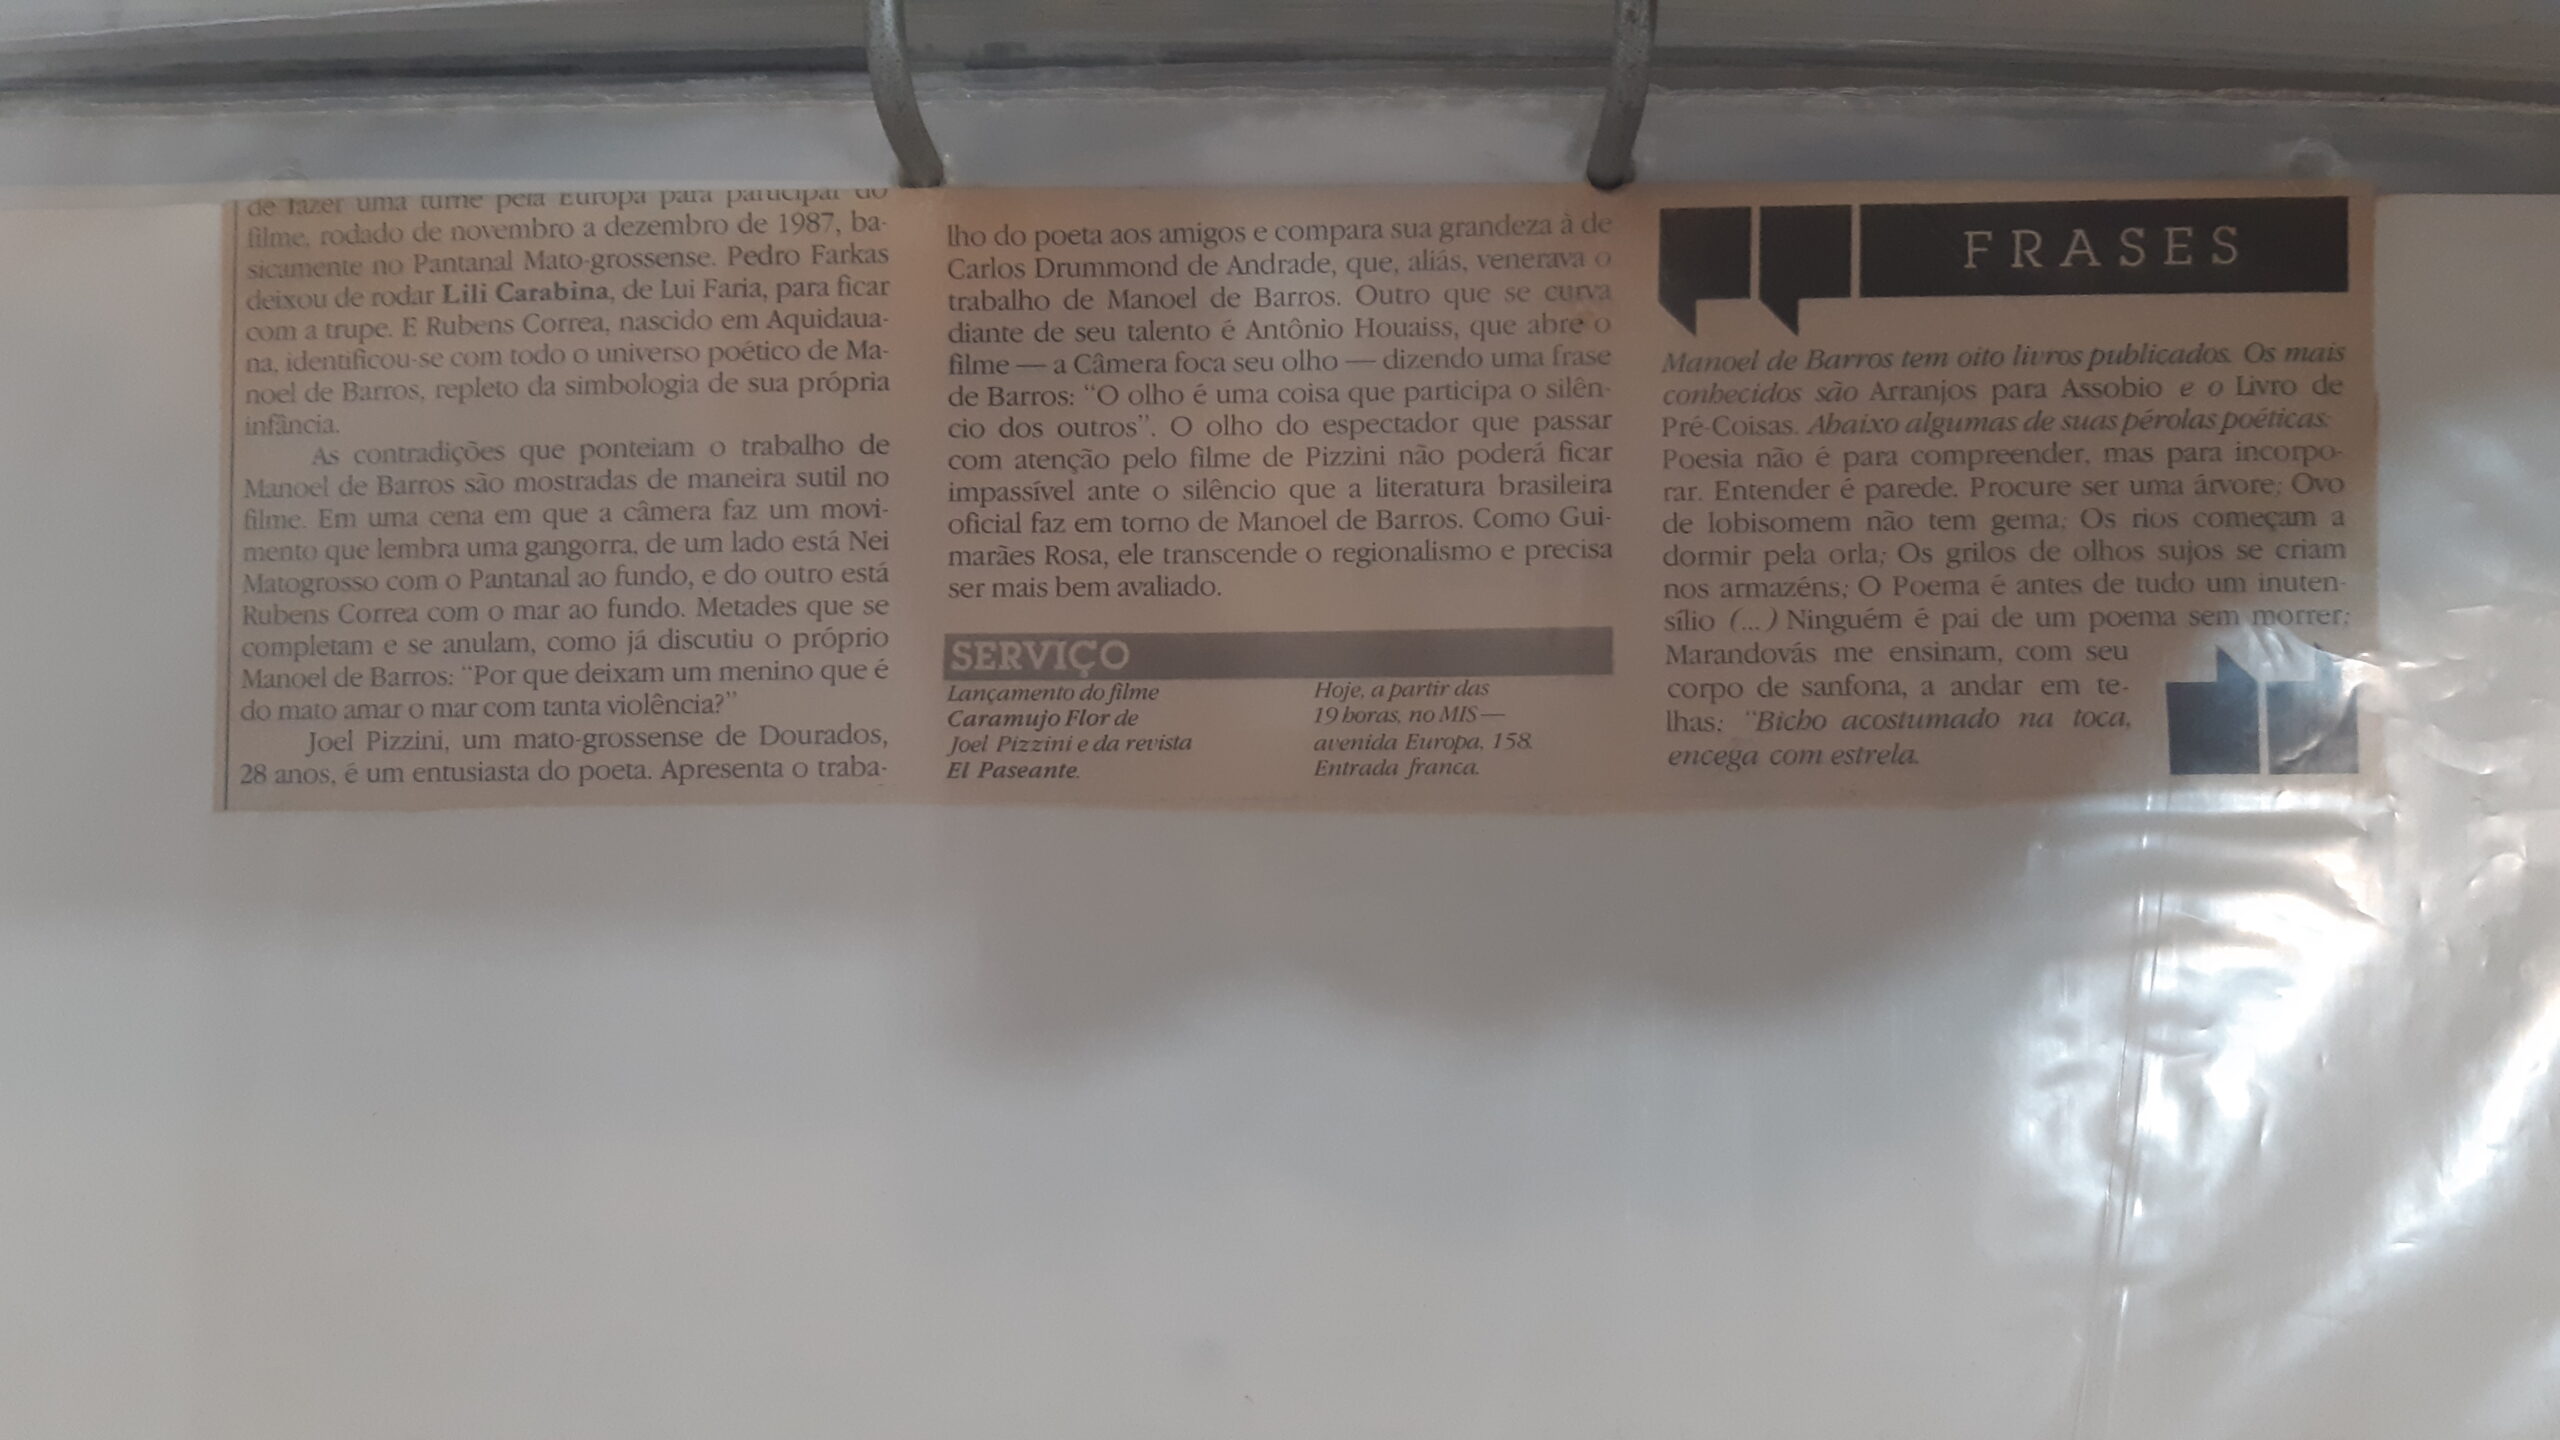 de fazer uma turnê pela Europa para participar do
filme, rodado de novembro a dezembro de 1987, ba-
sicamente no Pantanal Mato-grossense. Pedro Farkas
deixou de rodar Lili Carabina, de Lui Faria, para ficar
com a trupe. E Rubens Correa, nascido em Aquidaua-
na, identificou-se com todo o universo poético de Ma-
noel de Barros, repleto da simbologia de sua própria
infância.
As contradições que ponteiam o trabalho de
Manoel de Barros são mostradas de maneira sutil no
filme. Em uma cena em que a câmera faz um movi-
mento que lembra uma gangorra, de um lado está Nei
Matogrosso com o Pantanal ao fundo, e do outro está
Rubens Correa com o mar ao fundo. Metades que se
completam e se anulam, como já discutiu o próprio
Manoel de Barros: “Por que deixam um menino que é
do mato amar o mar com tanta violência?”
Joel Pizzini, um mato-grossense de Dourados,
28 anos, é um entusiasta do poeta. Apresenta o traba-
lho do poeta aos amigos e compara sua grandeza à de
Carlos Drummond de Andrade, que, aliás, venerava o
trabalho de Manoel de Barros. Outro que se curva
diante de seu talento é Antônio Houaiss, que abre o
filme — a Câmera foca seu olho — dizendo uma frase
de Barros: “O olho é uma coisa que participa o silên-
cio dos outros”. O olho do espectador que passar
com atenção pelo filme de Pizzini não poderá ficar
impassível ante o silêncio que a literatura brasileira
oficial faz em torno de Manoel de Barros. Como Gui-
marães Rosa, ele transcende o regionalismo e precisa
ser mais bem avaliado.
SERVIÇO
Lançamento do filme
Caramujo Flor de
Joel Pizzini e da revista
El Paseante.
Hoje, a partir das
19 horas, no MIS —
avenida Europa, 158.
Entrada franca.
FRASES
Manoel de Barros tem oito livros publicados. Os mais
conhecidos são Arranjos para Assobio e o Livro de
Pré-Coisas. Abaixo algumas de suas pérolas poéticas:
Poesia não é para compreender, mas para incorpo-
rar. Entender é parede. Procure ser uma árvore; Ovo
de lobisomem não tem gema; Os rios começam a
dormir pela orla; Os grilos de olhos sujos se criam
nos armazéns; O Poema é antes de tudo um inuten-
sílio (...) Ninguém é pai de um poema sem morrer;
Marandovás me ensinam, com seu
corpo de sanfona, a andar em te-
lhas; “Bicho acostumado na toca,
encega com estrela.